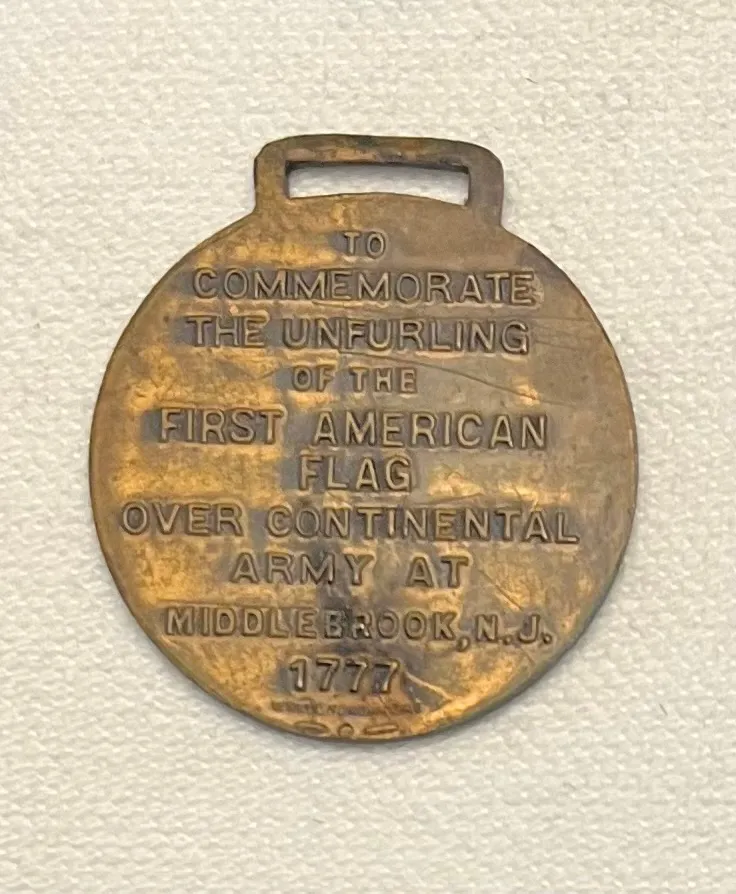 TO
COMMEMORATE
THE UNFURLING
OF THE
FIRST AMERICAN
FLAG
OVER CONTINENTAL
ARMY AT
MIDDLEBROOK, N.J.
1777